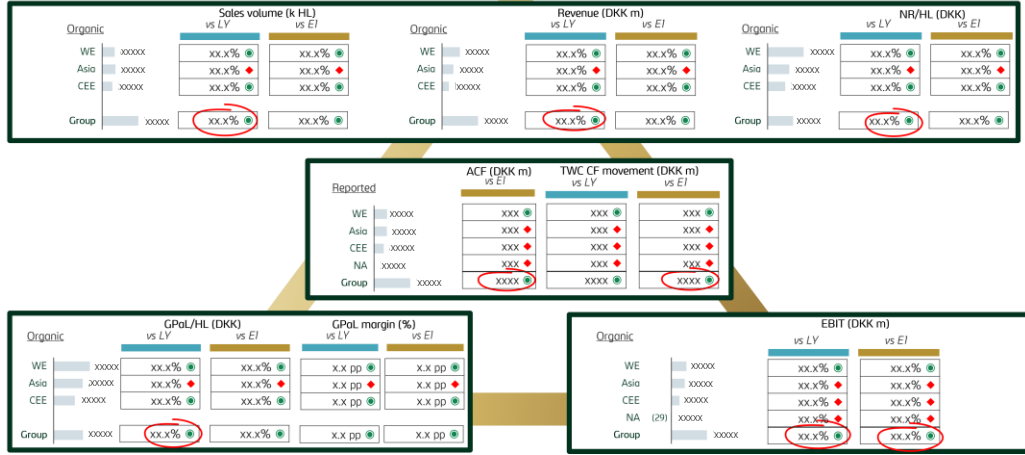 Sales volume (k HL)
Organic vs LY vs E1
WE xxxxx xx.x% xx.x%
Asia xxxxx xx.x% xx.x%
CEE xxxxx xx.x% xx.x%
Group xxxxx xx.x% xx.x%
Revenue (DKK m)
Organic vs LY vs E1
WE xxxxx xx.x% xx.x%
Asia xxxxx xx.x% xx.x%
CEE xxxxx xx.x% xx.x%
Group xxxxx xx.x% xx.x%
NR/HL (DKK)
Organic vs LY vs E1
WE xxxxx xx.x% xx.x%
Asia xxxxx xx.x% xx.x%
CEE xxxxx xx.x% xx.x%
Group xxxxx xx.x% xx.x%
ACF (DKK m) TWC CF movement (DKK m)
Reported vs E1 vs LY vs E1
WE xxxxx xxx xxx xxx
Asia xxxxx xxx xxx xxx
CEE xxxxx xxx xxx xxx
NA xxxxx xxx xxx xxx
Group xxxxx xxxx xxxx xxxx
GPaL/HL (DKK) GPaL margin (%)
Organic vs LY vs E1 vs LY vs E1
WE xxxxx xx.x% xx.x% x.x pp x.x pp
Asia xxxxx xx.x% xx.x% x.x pp x.x pp
CEE xxxxx xx.x% xx.x% x.x pp x.x pp
Group xxxxx xx.x% xx.x% x.x pp x.x pp
EBIT (DKK m)
Organic vs LY vs E1
WE xxxxx xx.x% xx.x%
Asia xxxxx xx.x% xx.x%
CEE xxxxx xx.x% xx.x%
NA (29) xxxxx xx.x% xx.x%
Group xxxxx xx.x% xx.x%